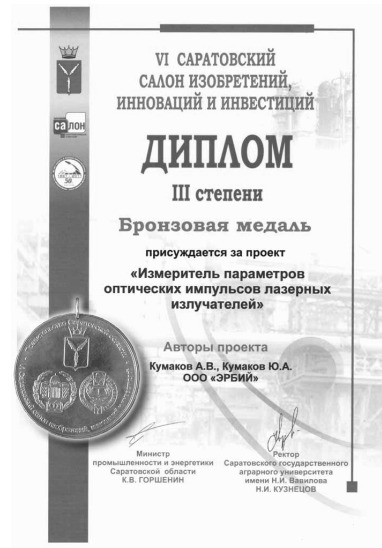 VI САРАТОВСКИЙ
САЛОН ИЗОБРЕТЕНИЙ,
ИННОВАЦИЙ И ИНВЕСТИЦИЙ
салон
ДИПЛОМ
III степени
Бронзовая медаль
присуждается за проект
«Измеритель параметров
оптических импульсов лазерных
излучателей»
Авторы проекта
Кумаков А.В., Кумаков Ю.А.
ООО «ЭРБИЙ»
Министр
промышленности и энергетики
Саратовской области
К.В. ГОРШЕНИН
Ректор
Саратовского государственного
аграрного университета
имени Н.И. Вавилова
Н.И. КУЗНЕЦОВ